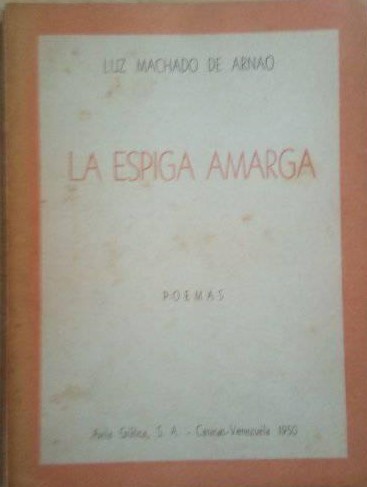 LUZ MACHADO DE ARNAO
LA ESPIGA AMARGA
POEMAS
S. A. - Caracas-Venezuela 1950